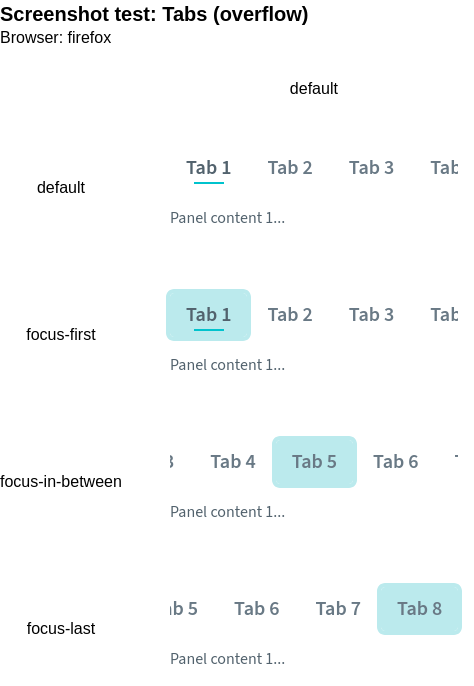 Screenshot test: Tabs (overflow)
Browser: firefox
default
default
Tab 1 Tab 2 Tab 3 Tab
Panel content 1...
focus-first
Tab 1 Tab 2 Tab 3 Tab
Panel content 1...
focus-in-between
3 Tab 4 Tab 5 Tab 6
Panel content 1...
focus-last
ab 5 Tab 6 Tab 7 Tab 8
Panel content 1...